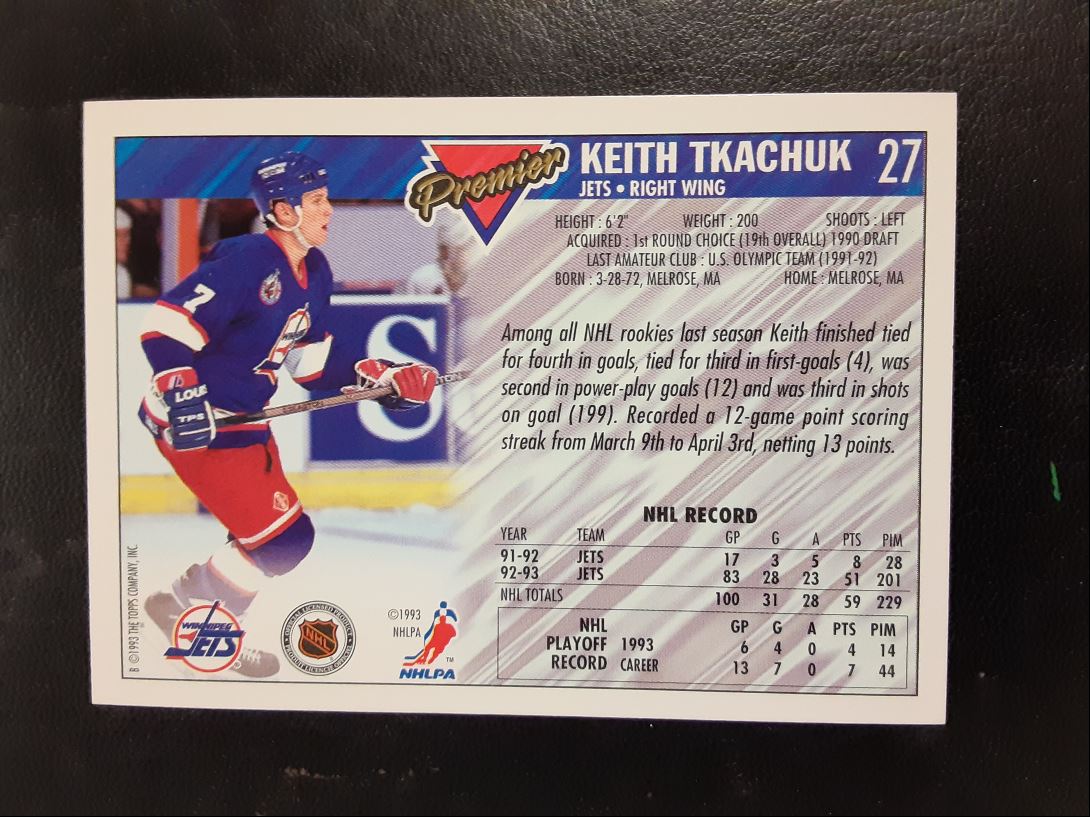 Premier
KEITH TKACHUK 27
JETS • RIGHT WING
HEIGHT : 6'2" WEIGHT : 200 SHOOTS : LEFT
ACQUIRED : 1st ROUND CHOICE (19th OVERALL) 1990 DRAFT
LAST AMATEUR CLUB : U.S. OLYMPIC TEAM (1991-92)
BORN : 3-28-72, MELROSE, MA HOME : MELROSE, MA
Among all NHL rookies last season Keith finished tied
for fourth in goals, tied for third in first-goals (4), was
second in power-play goals (12) and was third in shots
on goal (199). Recorded a 12-game point scoring
streak from March 9th to April 3rd, netting 13 points.
NHL RECORD
YEAR TEAM GP G A PTS PIM
91-92 JETS 17 3 5 8 28
92-93 JETS 83 28 23 51 201
NHL TOTALS 100 31 28 59 229
NHL GP G A PTS PIM
PLAYOFF 1993 6 4 0 4 14
RECORD CAREER 13 7 0 7 44
7
LOUI
TPS
S
WINNIPEG
JETS
NHL
©1993
NHLPA
™
NHLPA
B ©1993 THE TOPPS COMPANY, INC.